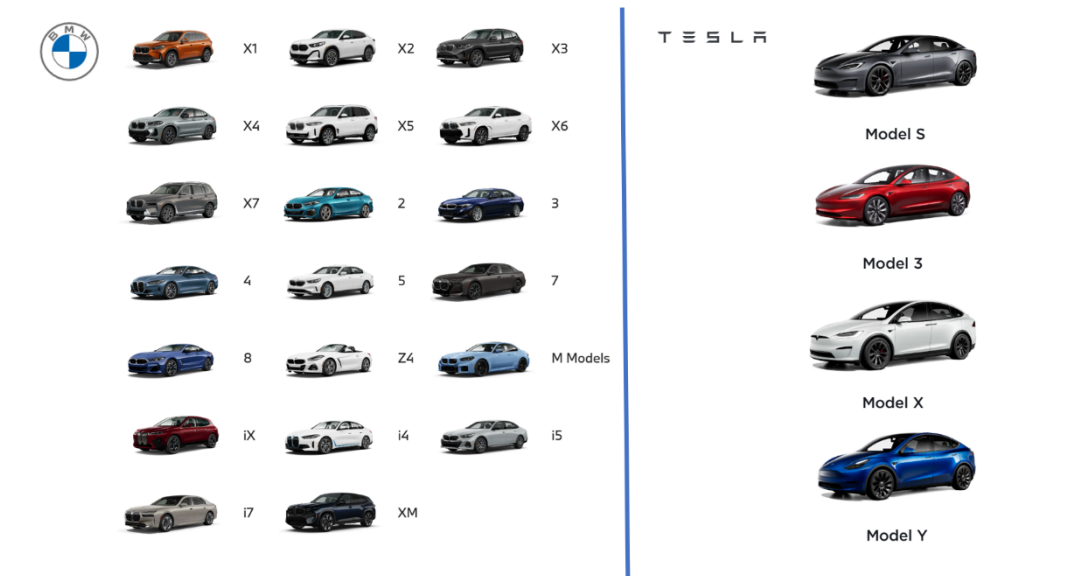 BMW
X1
X2
X3
X4
X5
X6
X7
2
3
4
5
7
8
Z4
M Models
iX
i4
i5
i7
XM
TESLA
Model S
Model 3
Model X
Model Y